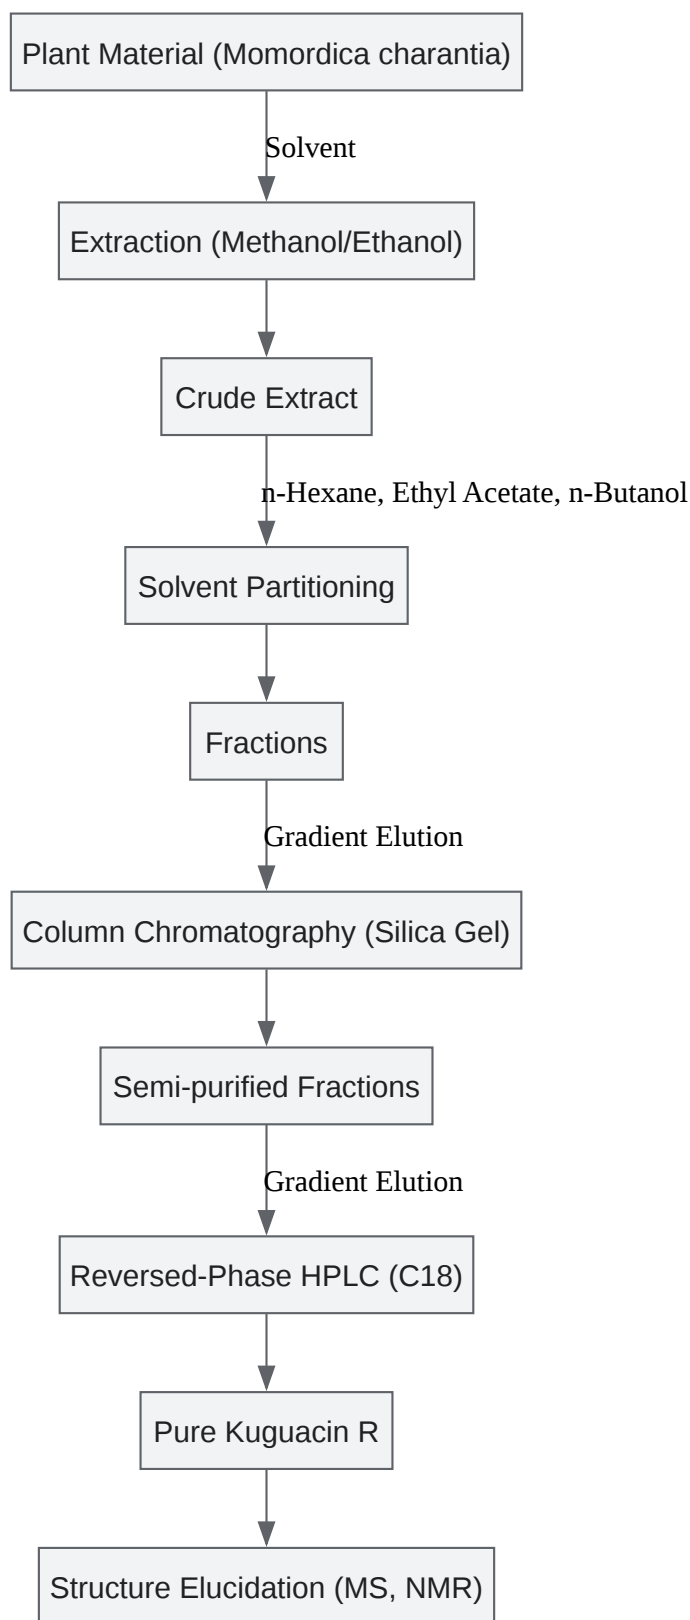 Plant Material (Momordica charantia)
Solvent
Extraction (Methanol/Ethanol)
Crude Extract
n-Hexane, Ethyl Acetate, n-Butanol
Solvent Partitioning
Fractions
Gradient Elution
Column Chromatography (Silica Gel)
Semi-purified Fractions
Gradient Elution
Reversed-Phase HPLC (C18)
Pure Kuguacin R
Structure Elucidation (MS, NMR)